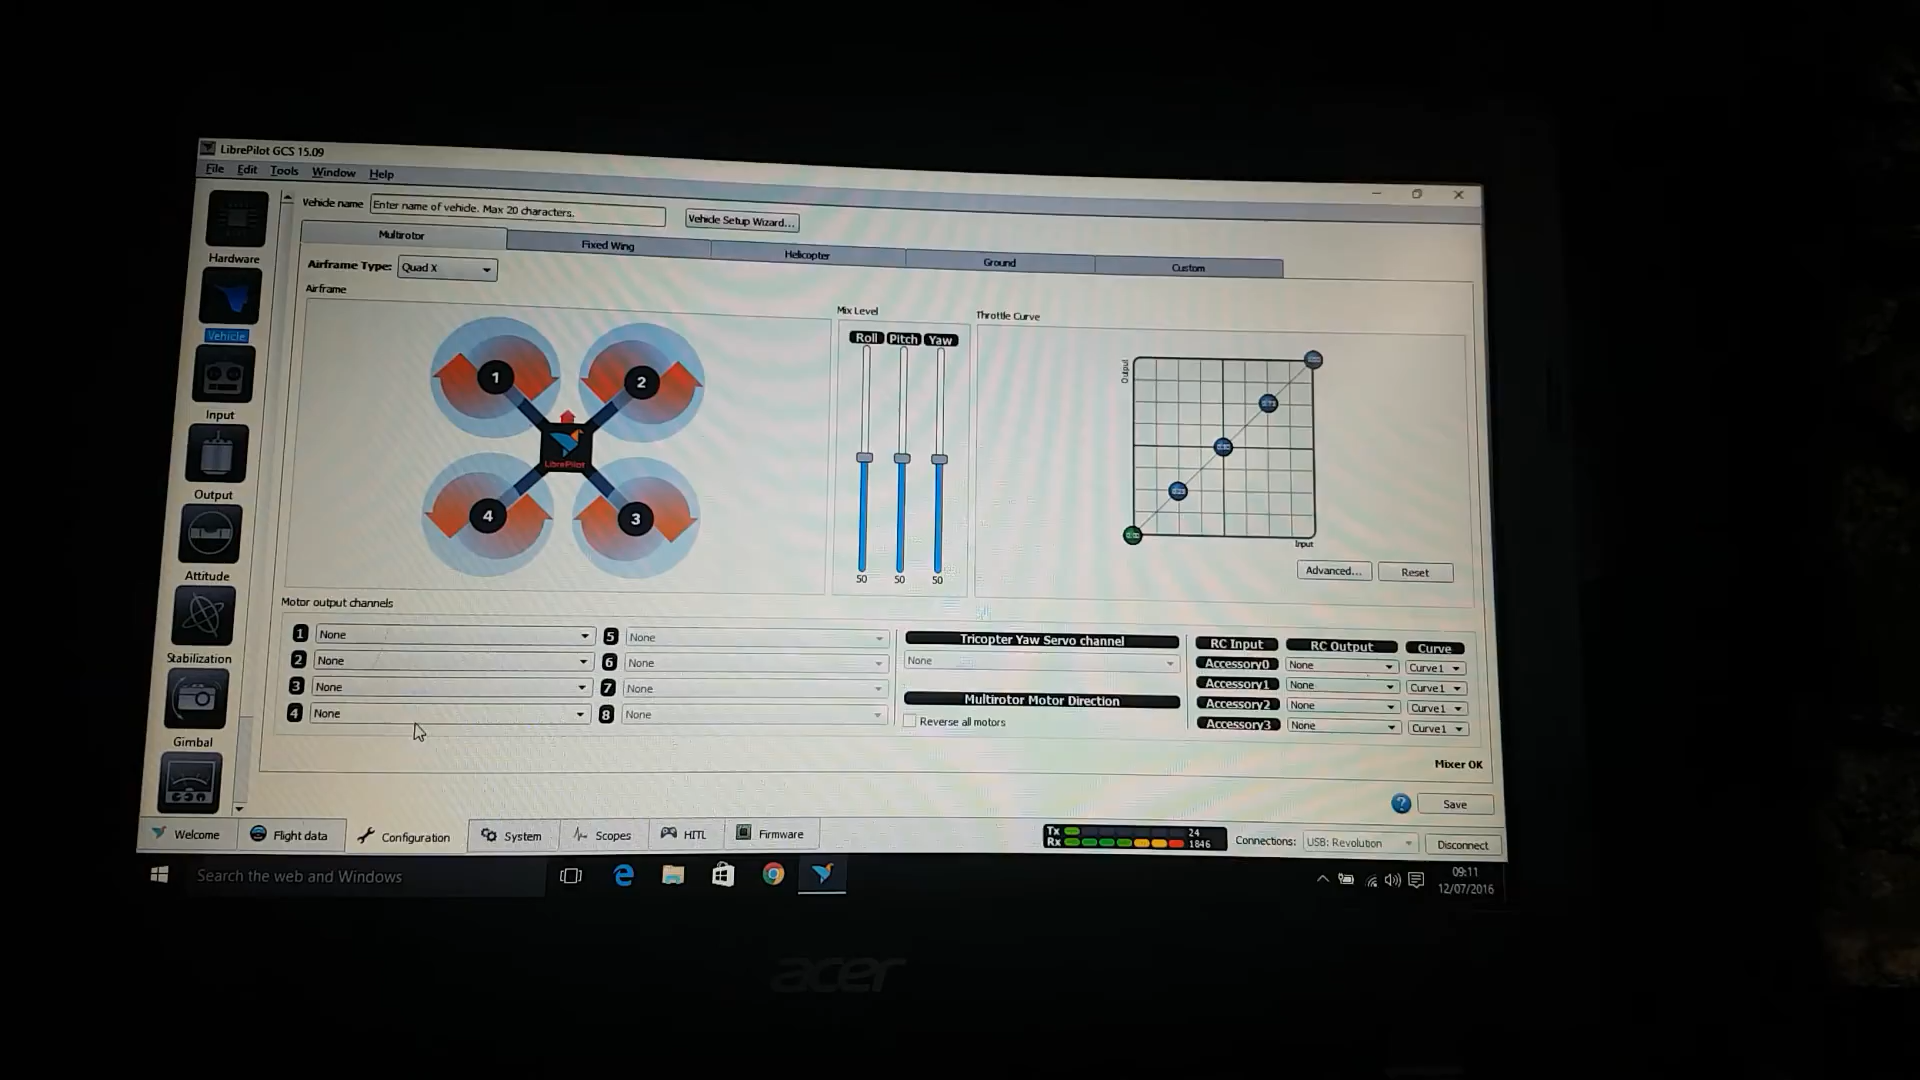 LibrePilot GCS 15.09
File Edit Tools Window Help
Vehicle name Enter name of vehicle. Max 20 characters. Vehicle Setup Wizard...
Multirotor Fixed Wing Helicopter Ground Custom
Airframe Type: Quad X
Airframe Mix Level Throttle Curve
Roll Pitch Yaw
Output
1 2
LibrePilot
4 3
Input
50 50 50
Advanced... Reset
Hardware
Vehicle
Input
Output
Attitude
Stabilization
Gimbal
Motor output channels
1 None 5 None Tricopter Yaw Servo channel RC Input RC Output Curve
2 None 6 None None Accessory0 None Curve1
3 None 7 None Multirotor Motor Direction Accessory1 None Curve1
4 None 8 None Reverse all motors Accessory2 None Curve1
Accessory3 None Curve1
Mixer OK
? Save
Welcome Flight data Configuration System Scopes HITL Firmware
Tx 24
Rx 1846
Connections: USB: Revolution Disconnect
Search the web and Windows
09:11
12/07/2016
acer